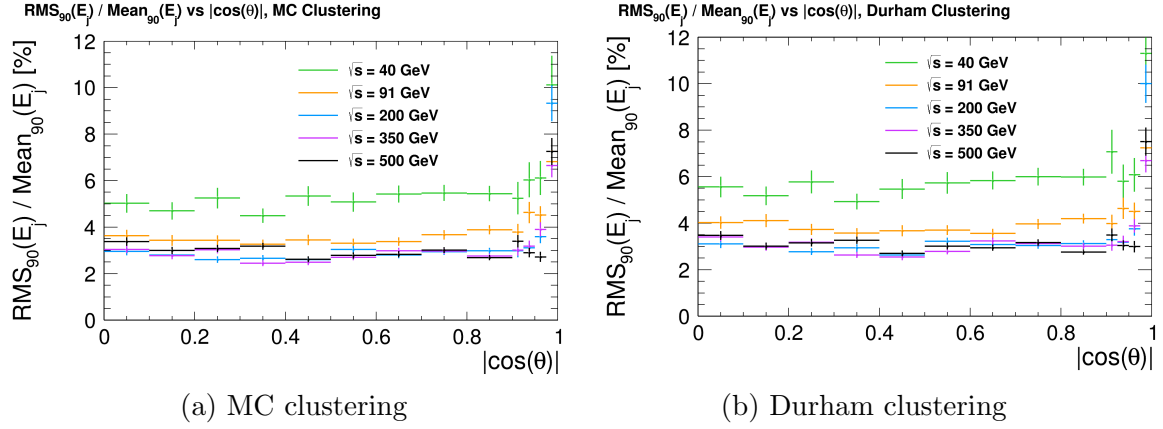 RMS₉₀(Eⱼ) / Mean₉₀(Eⱼ) vs |cos(θ)|, MC Clustering
RMS₉₀(Eⱼ) / Mean₉₀(Eⱼ) [%]
12
10
8
6
4
2
0
√s = 40 GeV
√s = 91 GeV
√s = 200 GeV
√s = 350 GeV
√s = 500 GeV
0 0.2 0.4 0.6 0.8 1
|cos(θ)|
(a) MC clustering
RMS₉₀(Eⱼ) / Mean₉₀(Eⱼ) vs |cos(θ)|, Durham Clustering
RMS₉₀(Eⱼ) / Mean₉₀(Eⱼ) [%]
12
10
8
6
4
2
0
√s = 40 GeV
√s = 91 GeV
√s = 200 GeV
√s = 350 GeV
√s = 500 GeV
0 0.2 0.4 0.6 0.8 1
|cos(θ)|
(b) Durham clustering